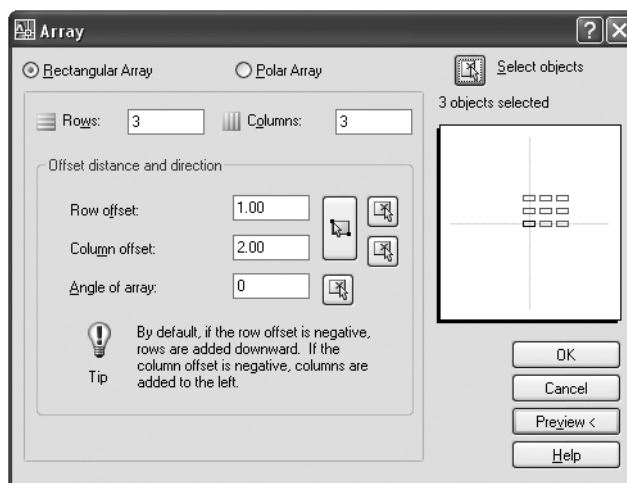 Array
Rectangular Array
Polar Array
Select objects
3 objects selected
Rows: 3
Columns: 3
Offset distance and direction
Row offset: 1.00
Column offset: 2.00
Angle of array: 0
Tip
By default, if the row offset is negative,
rows are added downward. If the
column offset is negative, columns are
added to the left.
OK
Cancel
Preview <
Help